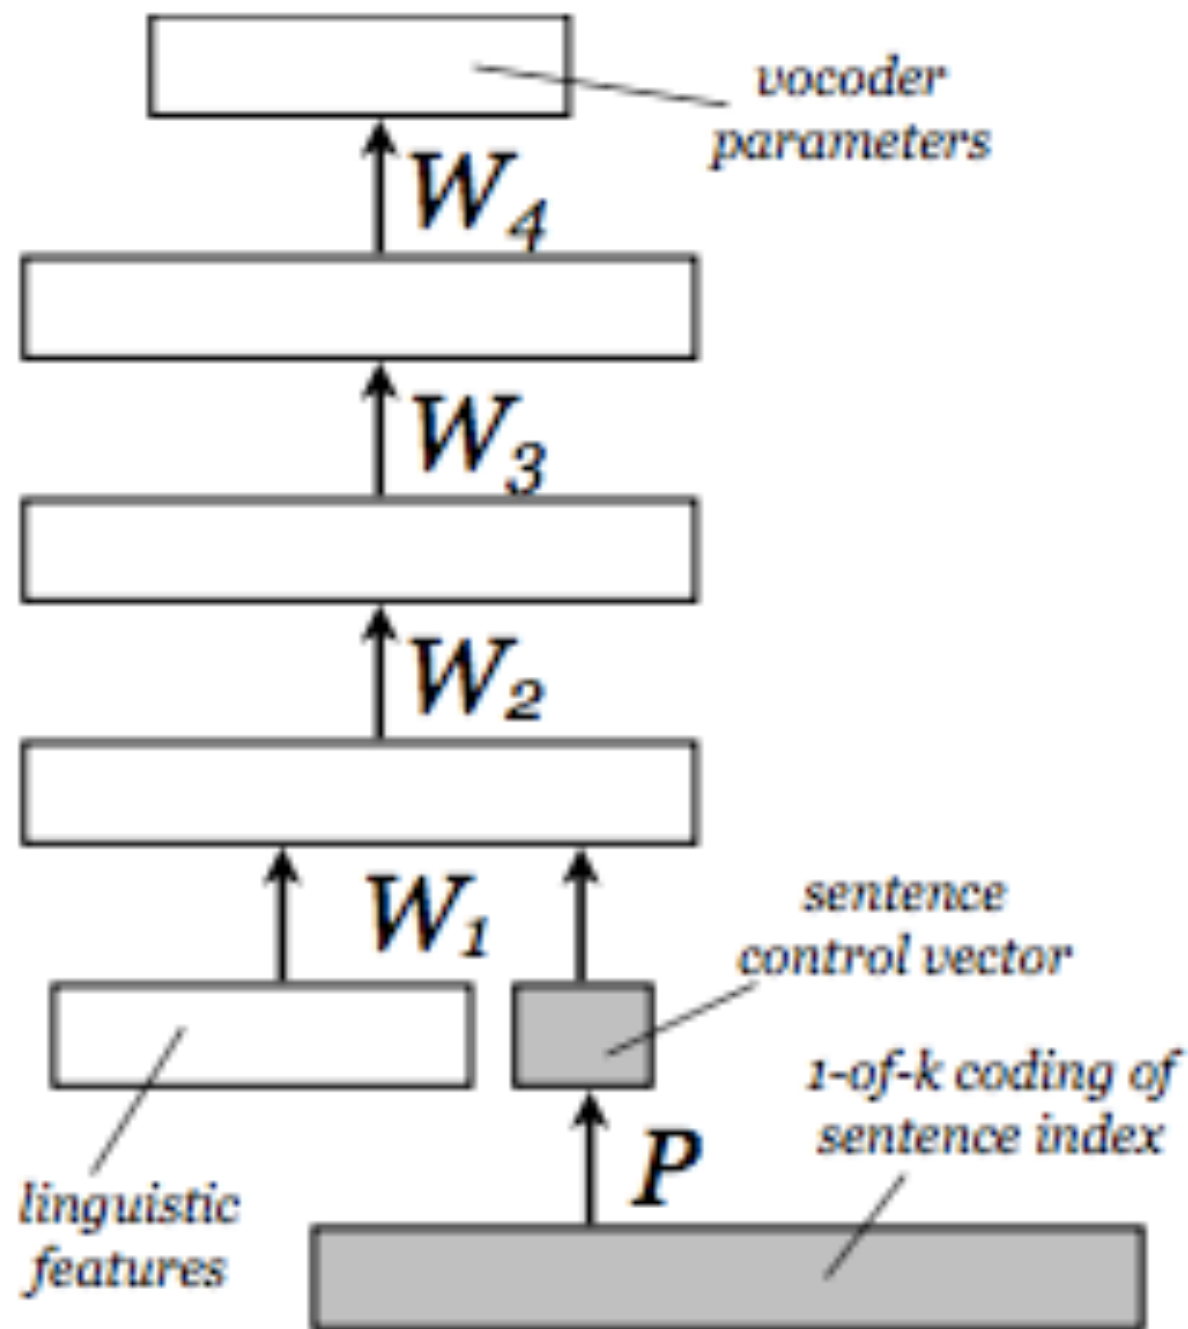 vocoder
parameters
W4
W3
W2
W1
sentence
control vector
1-of-k coding of
sentence index
P
linguistic
features